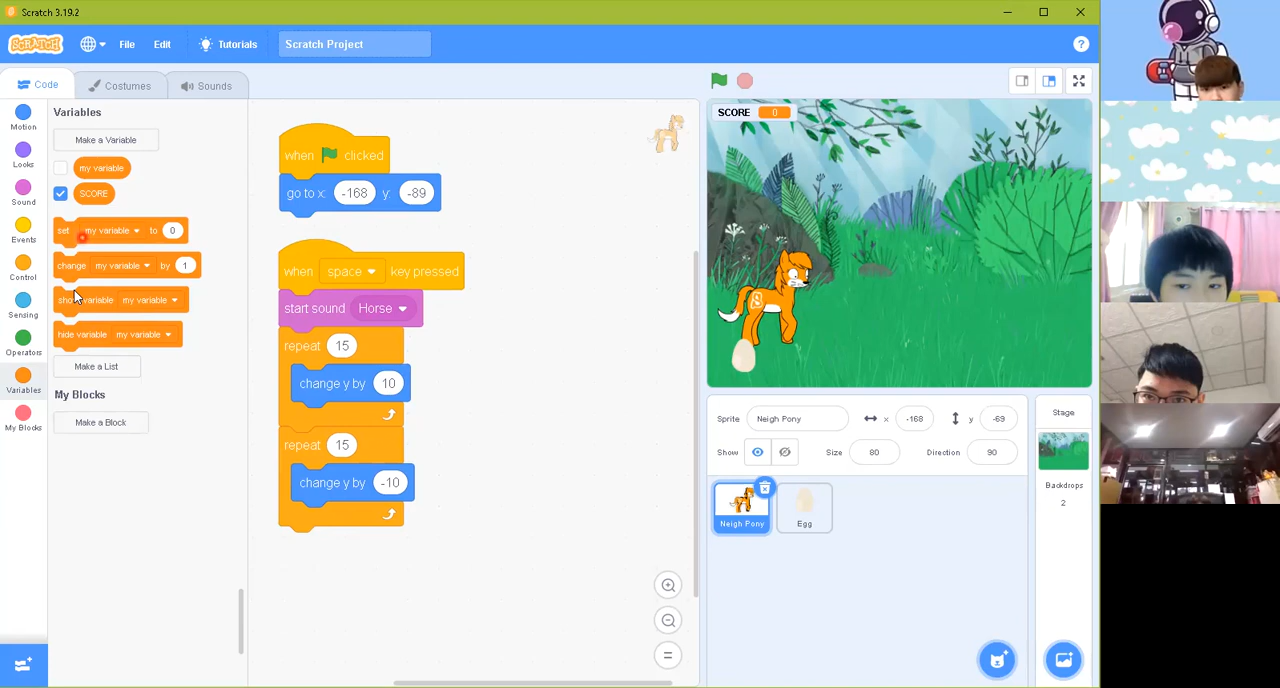 Scratch 3.19.2
SCRATCH File Edit Tutorials Scratch Project ?
Code Costumes Sounds
Motion
Looks
Sound
Events
Control
Sensing
Operators
Variables
My Blocks
Variables
Make a Variable
my variable
SCORE
set my variable to 0
change my variable by 1
show variable my variable
hide variable my variable
Make a List
My Blocks
Make a Block
when clicked
go to x: -168 y: -89
when space key pressed
start sound Horse
repeat 15
change y by 10
repeat 15
change y by -10
SCORE 0
Sprite Neigh Pony x -168 y -69
Show Size 80 Direction 90
Neigh Pony
Egg
Stage
Backdrops
2